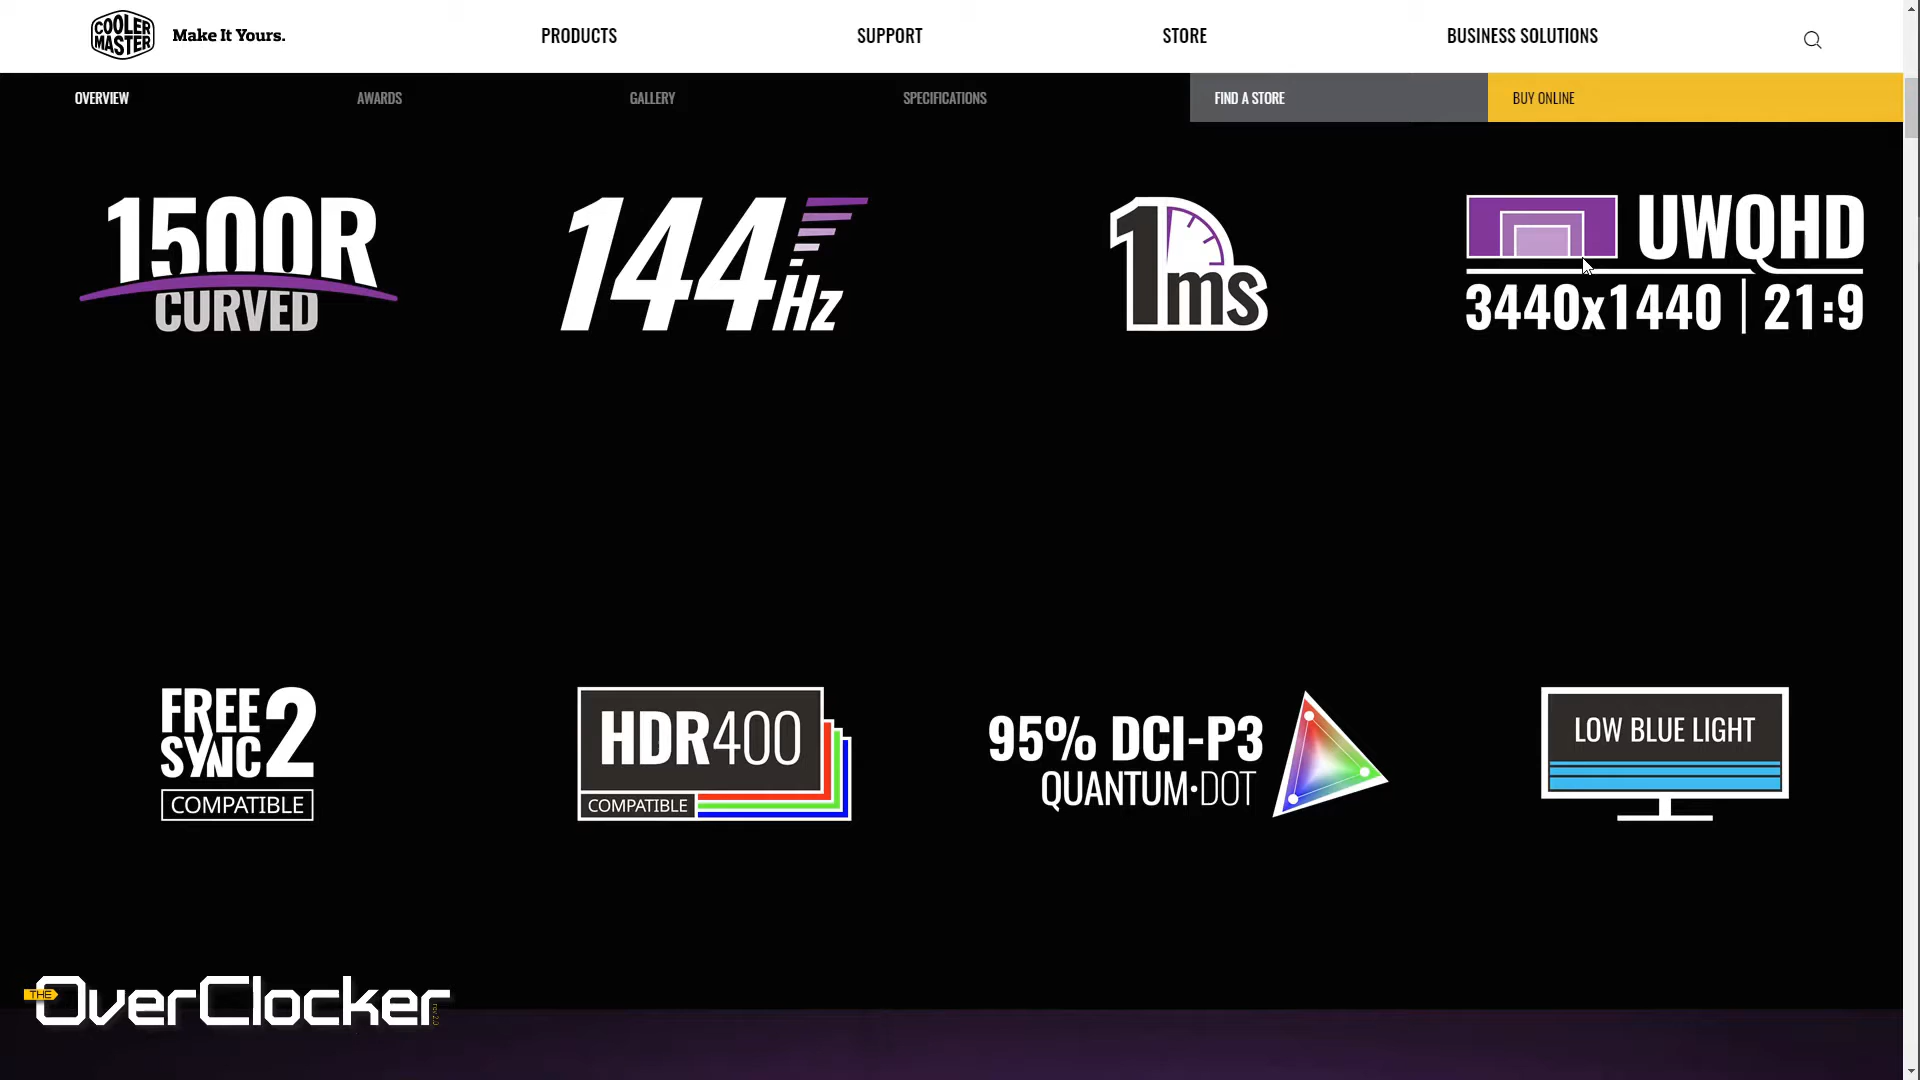 COOLER
MASTER
Make It Yours.
PRODUCTS
SUPPORT
STORE
BUSINESS SOLUTIONS
OVERVIEW
AWARDS
GALLERY
SPECIFICATIONS
FIND A STORE
BUY ONLINE
1500R
CURVED
144Hz
1ms
UWQHD
3440x1440 | 21:9
FREE
SYNC 2
COMPATIBLE
HDR400
COMPATIBLE
95% DCI-P3
QUANTUM·DOT
LOW BLUE LIGHT
THE OverClocker